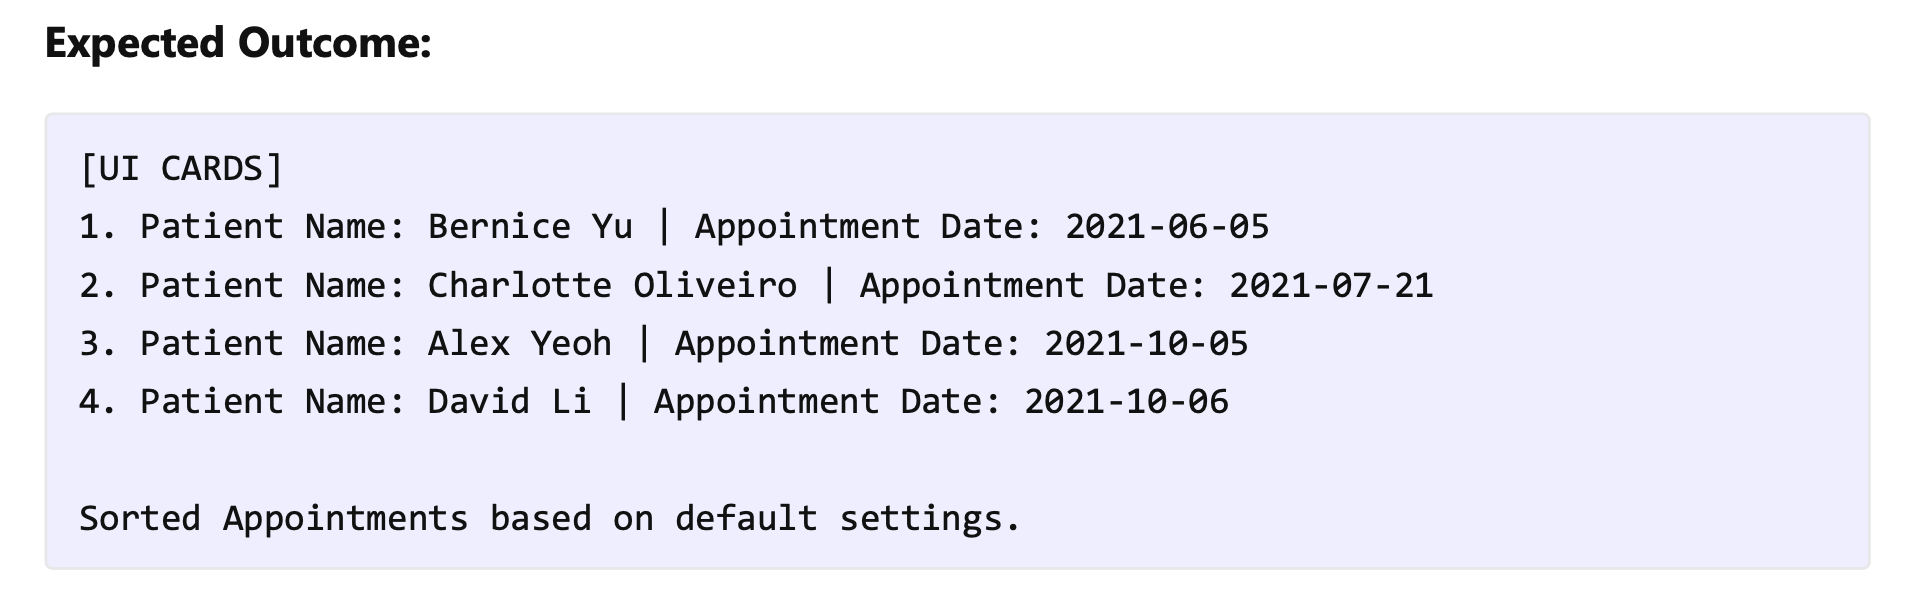 Expected Outcome:
[UI CARDS]
1. Patient Name: Bernice Yu | Appointment Date: 2021-06-05
2. Patient Name: Charlotte Oliveiro | Appointment Date: 2021-07-21
3. Patient Name: Alex Yeoh | Appointment Date: 2021-10-05
4. Patient Name: David Li | Appointment Date: 2021-10-06
Sorted Appointments based on default settings.